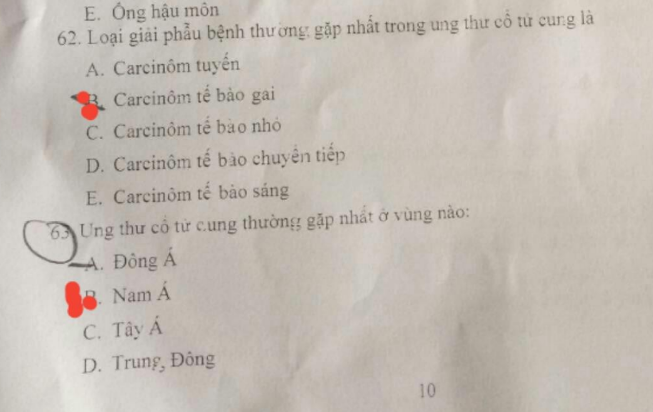 E. Ống hậu môn
62. Loại giải phẫu bệnh thường gặp nhất trong ung thư cổ tử cung là
A. Carcinôm tuyến
B. Carcinôm tế bào gai
C. Carcinôm tế bào nhỏ
D. Carcinôm tế bào chuyển tiếp
E. Carcinôm tế bào sáng
63. Ung thư cổ tử cung thường gặp nhất ở vùng nào:
A. Đông Á
B. Nam Á
C. Tây Á
D. Trung Đông
10